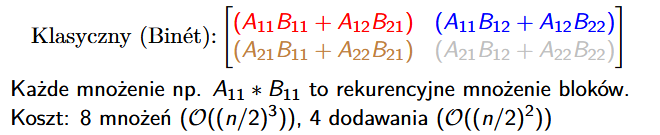 Klasyczny (Binét): [(A₁₁B₁₁ + A₁₂B₂₁) (A₁₁B₁₂ + A₁₂B₂₂)
(A₂₁B₁₁ + A₂₂B₂₁) (A₂₁B₁₂ + A₂₂B₂₂)]
Każde mnożenie np. A₁₁ * B₁₁ to rekurencyjne mnożenie bloków.
Koszt: 8 mnożeń (𝒪((n/2)³)), 4 dodawania (𝒪((n/2)²))